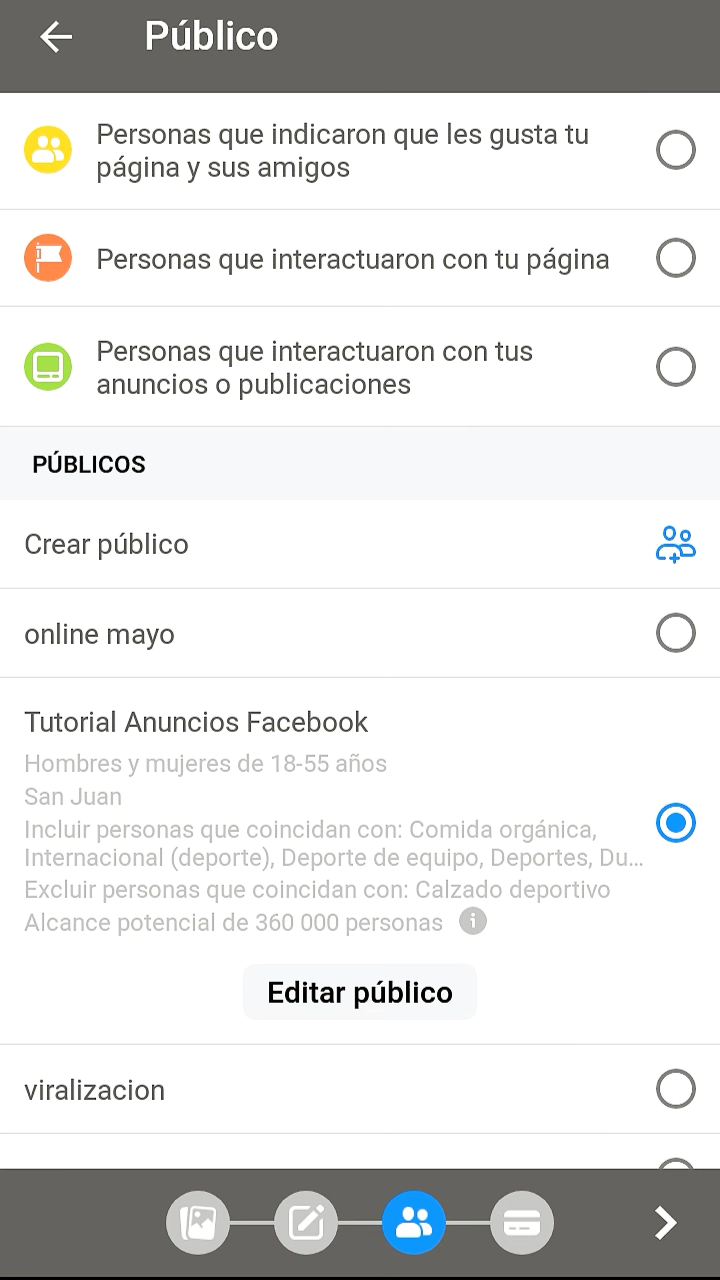 Público
Personas que indicaron que les gusta tu
página y sus amigos
Personas que interactuaron con tu página
Personas que interactuaron con tus
anuncios o publicaciones
PÚBLICOS
Crear público
online mayo
Tutorial Anuncios Facebook
Hombres y mujeres de 18-55 años
San Juan
Incluir personas que coincidan con: Comida orgánica,
Internacional (deporte), Deporte de equipo, Deportes, Du...
Excluir personas que coincidan con: Calzado deportivo
Alcance potencial de 360 000 personas
Editar público
viralizacion